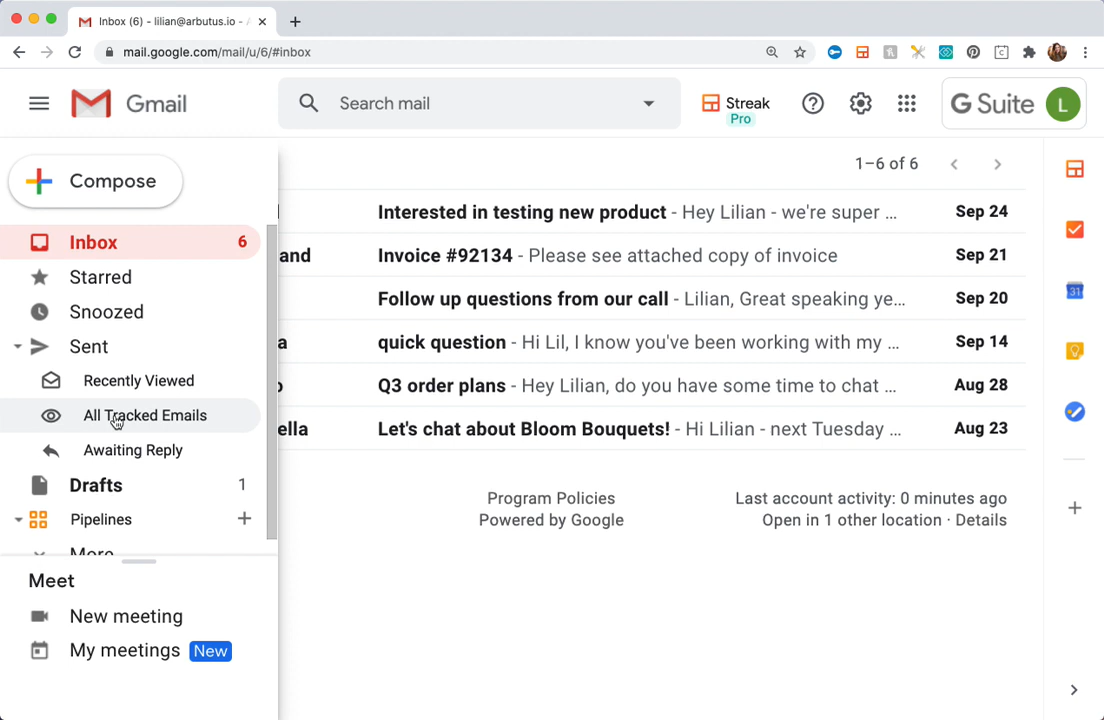 Inbox (6) - lilian@arbutus.io -
mail.google.com/mail/u/6/#inbox
Gmail
Search mail
Streak
Pro
G Suite
L
Compose
1–6 of 6
Inbox 6
Starred
Snoozed
Sent
Recently Viewed
All Tracked Emails
Awaiting Reply
Drafts 1
Pipelines
More
Interested in testing new product - Hey Lilian - we're super ... Sep 24
and Invoice #92134 - Please see attached copy of invoice Sep 21
Follow up questions from our call - Lilian, Great speaking ye... Sep 20
a quick question - Hi Lil, I know you've been working with my ... Sep 14
Q3 order plans - Hey Lilian, do you have some time to chat ... Aug 28
ella Let's chat about Bloom Bouquets! - Hi Lilian - next Tuesday ... Aug 23
Program Policies
Powered by Google
Last account activity: 0 minutes ago
Open in 1 other location · Details
31
Meet
New meeting
My meetings New